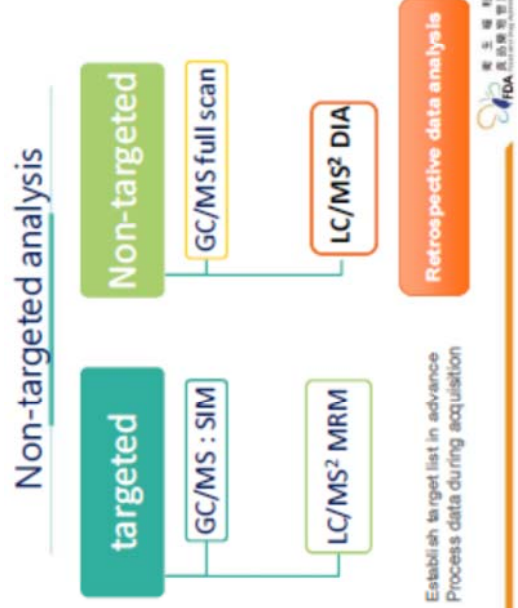 Non-targeted analysis
targeted
GC/MS : SIM
LC/MS² MRM
Non-targeted
GC/MS full scan
LC/MS² DIA
Establish target list in advance
Process data during acquisition
Retrospective data analysis
FDA